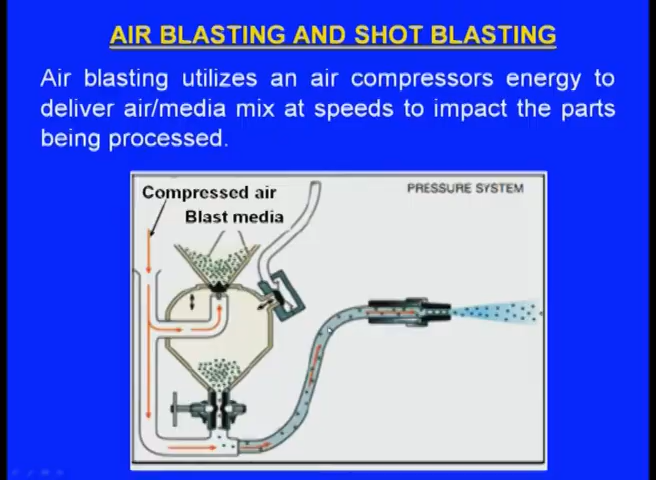 AIR BLASTING AND SHOT BLASTING
Air blasting utilizes an air compressors energy to
deliver air/media mix at speeds to impact the parts
being processed.
Compressed air
Blast media
PRESSURE SYSTEM